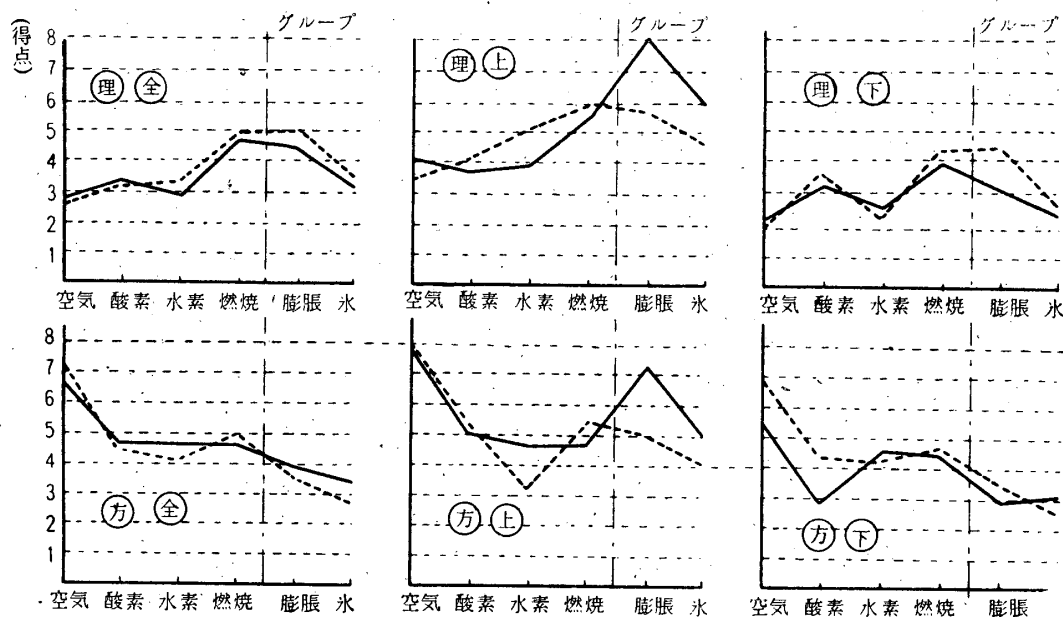 グループ グループ グループ
(得点)
8
7
6
5
4
3
2
1
理 全
理 上
理 下
空気 酸素 水素 燃焼 膨脹 氷
空気 酸素 水素 燃焼 膨脹 氷
空気 酸素 水素 燃焼 膨脹 氷
8
7
6
5
4
3
2
1
方 全
方 上
方 下
空気 酸素 水素 燃焼 膨脹 氷
空気 酸素 水素 燃焼 膨脹 氷
空気 酸素 水素 燃焼 膨脹